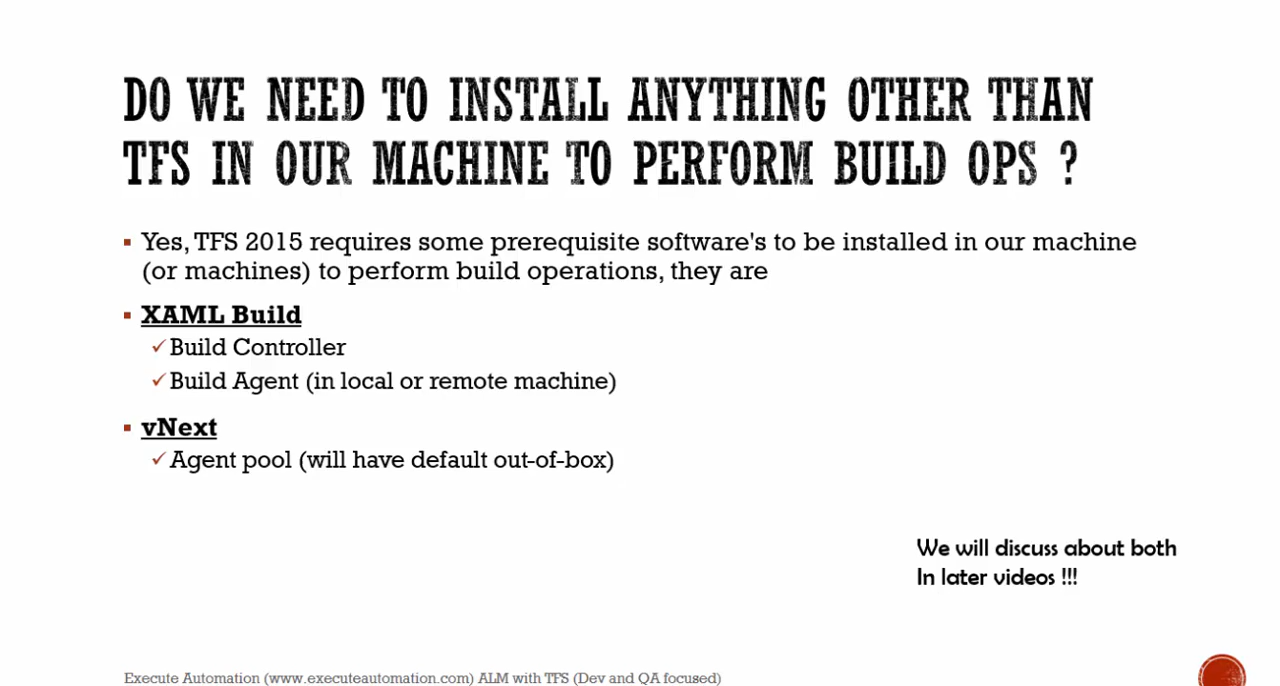 DO WE NEED TO INSTALL ANYTHING OTHER THAN
TFS IN OUR MACHINE TO PERFORM BUILD OPS ?
▪ Yes, TFS 2015 requires some prerequisite software's to be installed in our machine
(or machines) to perform build operations, they are
▪ XAML Build
✓Build Controller
✓Build Agent (in local or remote machine)
▪ vNext
✓Agent pool (will have default out-of-box)
We will discuss about both
In later videos !!!
Execute Automation (www.executeautomation.com) ALM with TFS (Dev and QA focused)